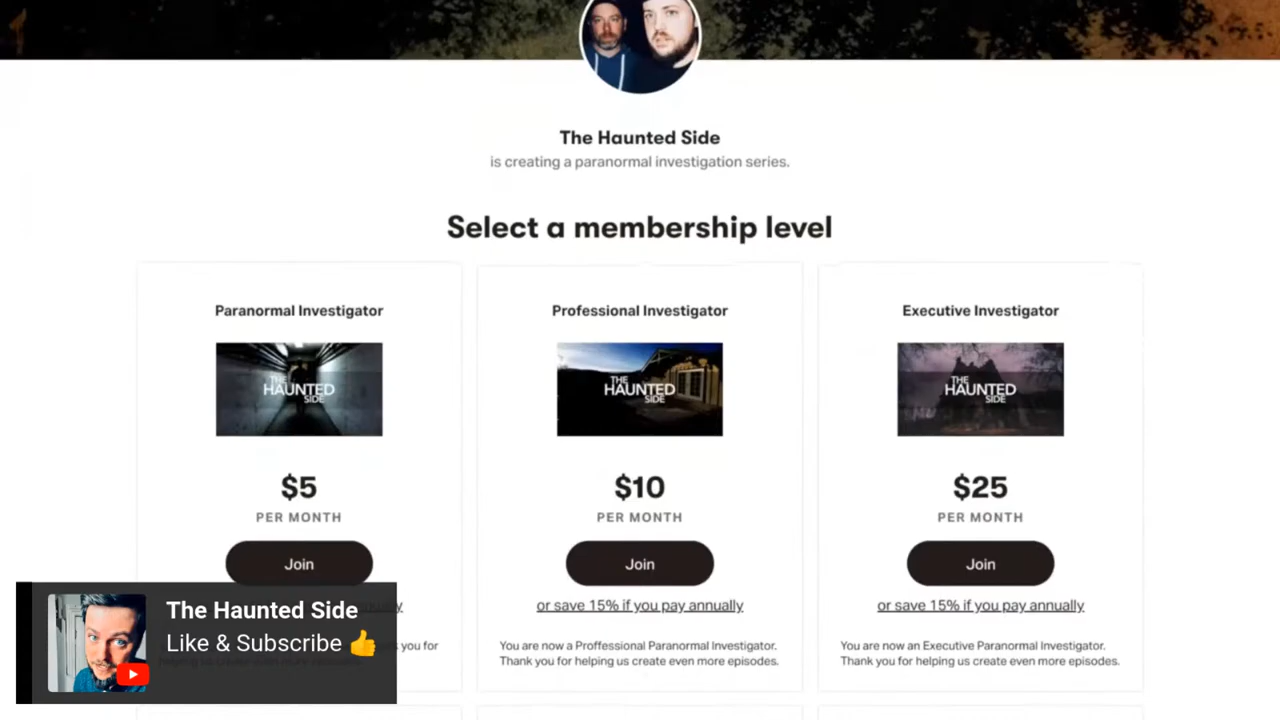 The Haunted Side
is creating a paranormal investigation series.
Select a membership level
Paranormal Investigator
THE
HAUNTED
SIDE
$5
PER MONTH
Join
Professional Investigator
THE
HAUNTED
SIDE
$10
PER MONTH
Join
or save 15% if you pay annually
You are now a Proffessional Paranormal Investigator.
Thank you for helping us create even more episodes.
Executive Investigator
THE
HAUNTED
SIDE
$25
PER MONTH
Join
or save 15% if you pay annually
You are now an Executive Paranormal Investigator.
Thank you for helping us create even more episodes.
you for
The Haunted Side
Like & Subscribe 👍